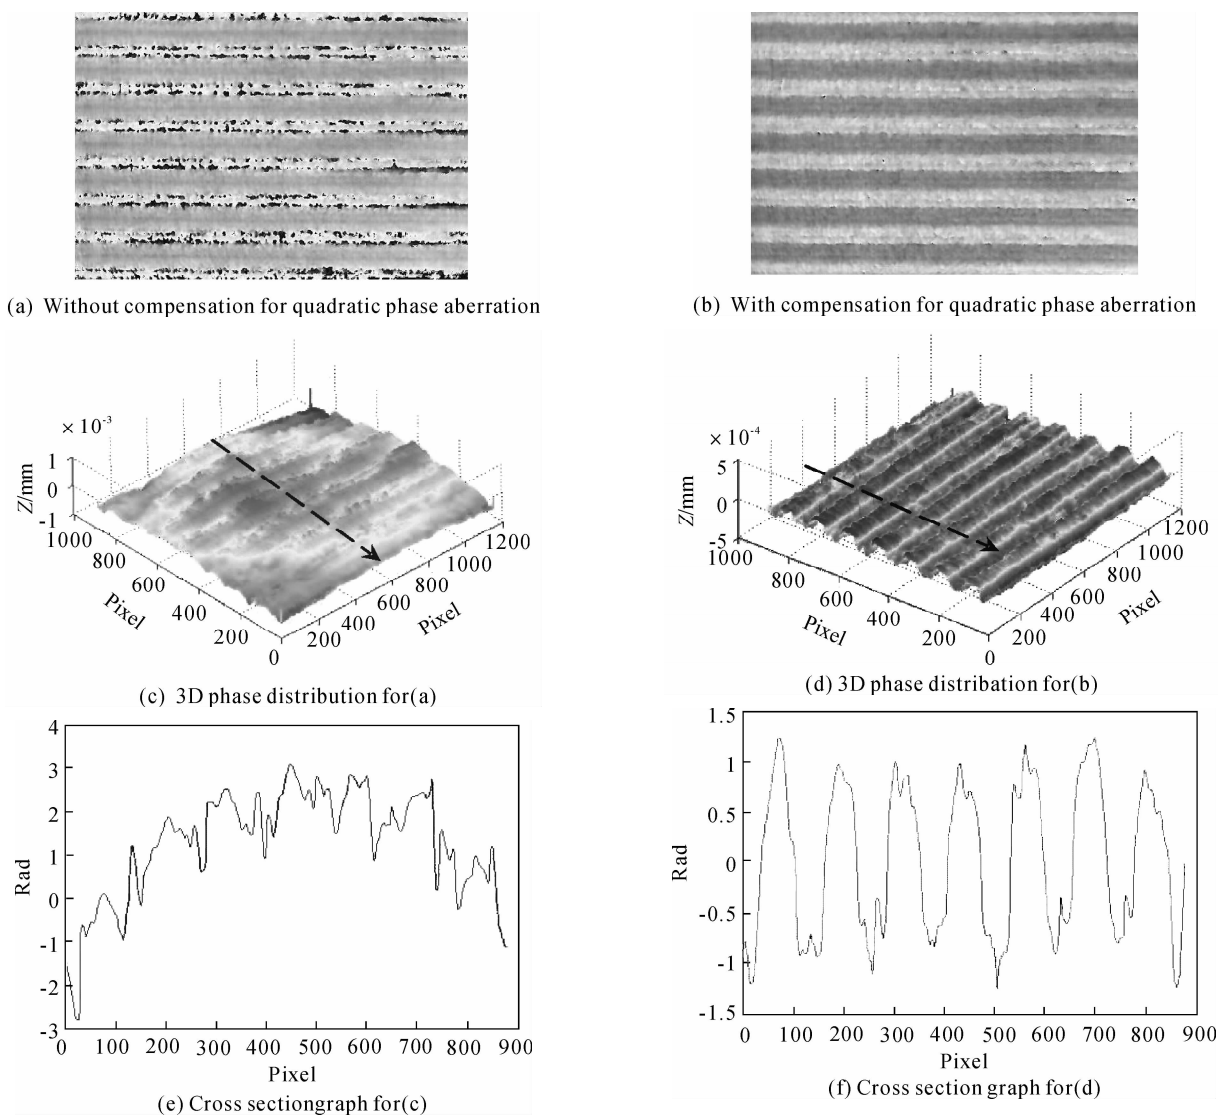 (a) Without compensation for quadratic phase aberration
(b) With compensation for quadratic phase aberration
× 10-3
1
0
-1
Z/mm
1000
800
600
400
200
0
Pixel
200
400
600
800
1000
1200
Pixel
(c) 3D phase distribution for(a)
× 10-4
5
0
-5
Z/mm
1000
800
600
400
200
0
Pixel
200
400
600
800
1000
1200
Pixel
(d) 3D phase distribation for(b)
4
3
2
1
0
-1
-2
-3
Rad
0 100 200 300 400 500 600 700 800 900
Pixel
(e) Cross sectiongraph for(c)
1.5
1
0.5
0
-0.5
-1
-1.5
Rad
0 100 200 300 400 500 600 700 800 900
Pixel
(f) Cross section graph for(d)